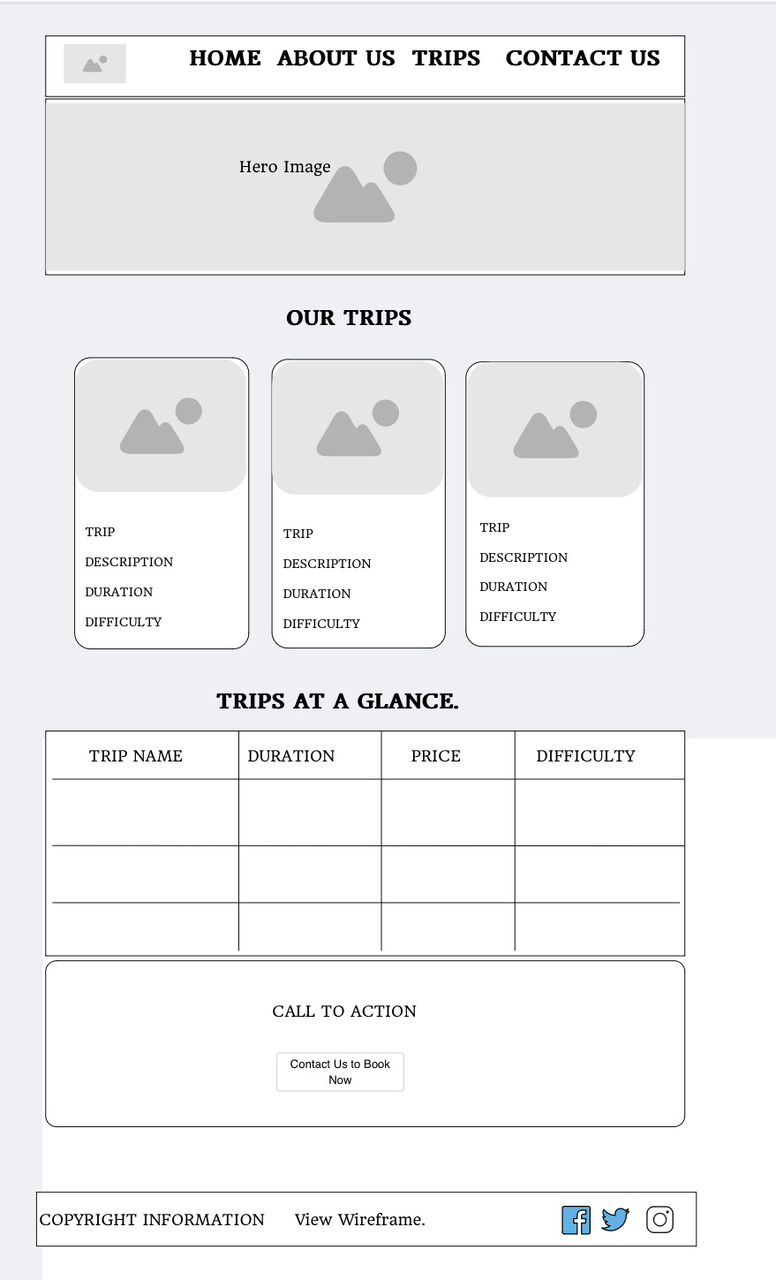 HOME ABOUT US TRIPS CONTACT US
Hero Image
OUR TRIPS
TRIP
DESCRIPTION
DURATION
DIFFICULTY
TRIP
DESCRIPTION
DURATION
DIFFICULTY
TRIP
DESCRIPTION
DURATION
DIFFICULTY
TRIPS AT A GLANCE.
TRIP NAME DURATION PRICE DIFFICULTY
CALL TO ACTION
Contact Us to Book
Now
COPYRIGHT INFORMATION View Wireframe.